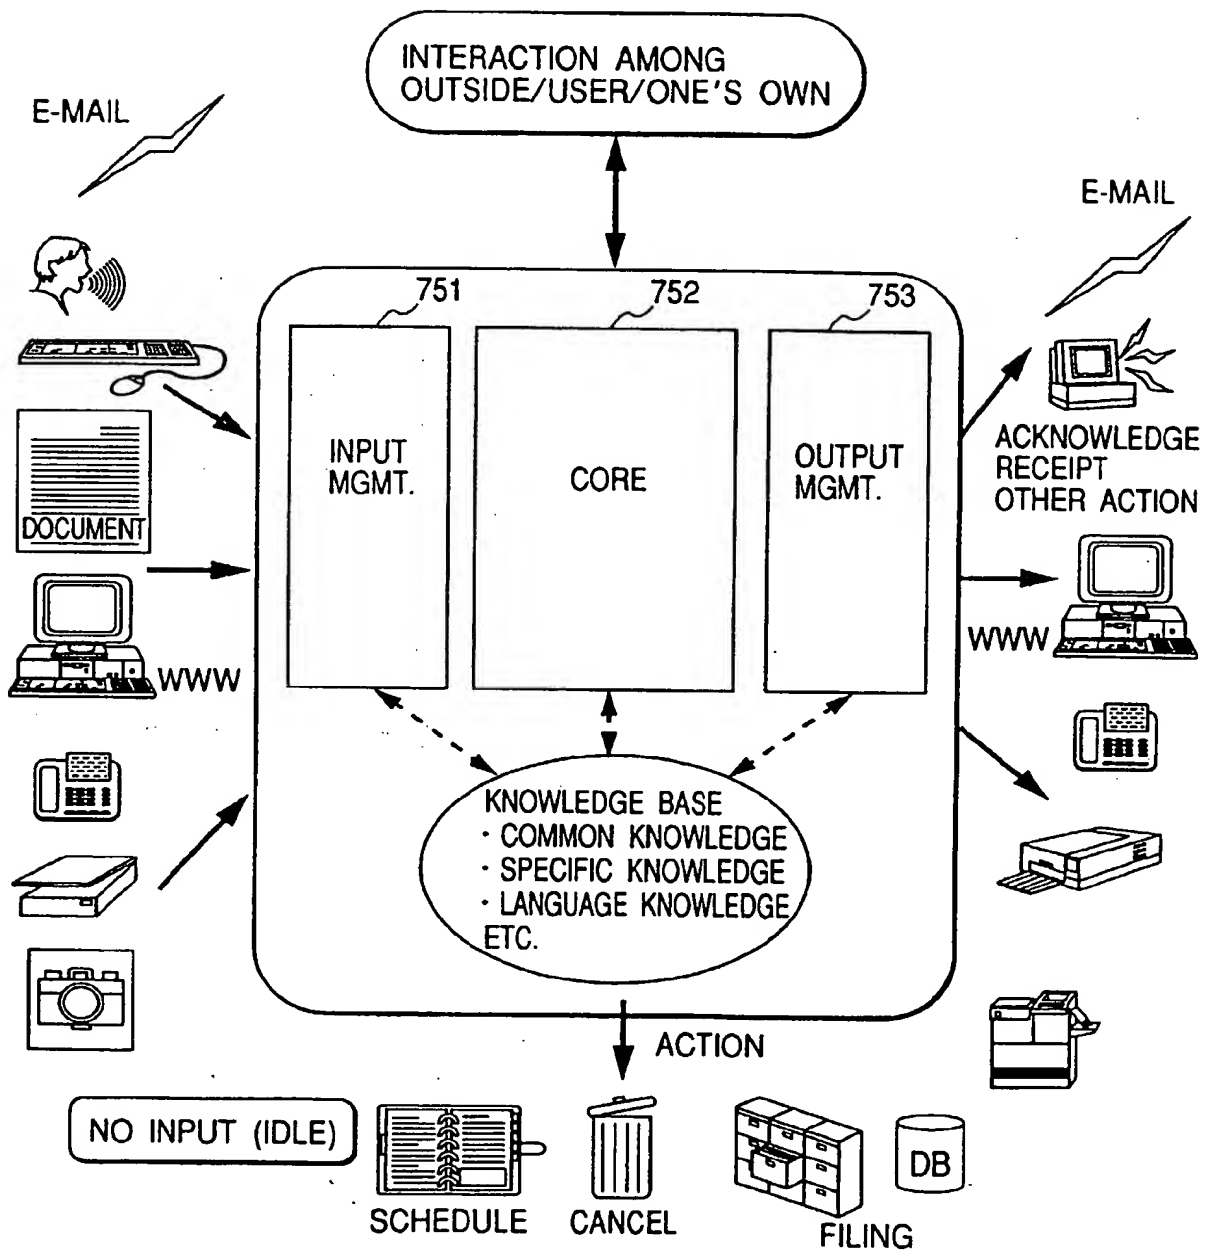 INTERACTION AMONG
OUTSIDE/USER/ONE'S OWN
E-MAIL
E-MAIL
751
752
753
INPUT
MGMT.
CORE
OUTPUT
MGMT.
ACKNOWLEDGE
RECEIPT
OTHER ACTION
DOCUMENT
WWW
WWW
KNOWLEDGE BASE
· COMMON KNOWLEDGE
· SPECIFIC KNOWLEDGE
· LANGUAGE KNOWLEDGE
ETC.
ACTION
NO INPUT (IDLE)
SCHEDULE
CANCEL
FILING
DB